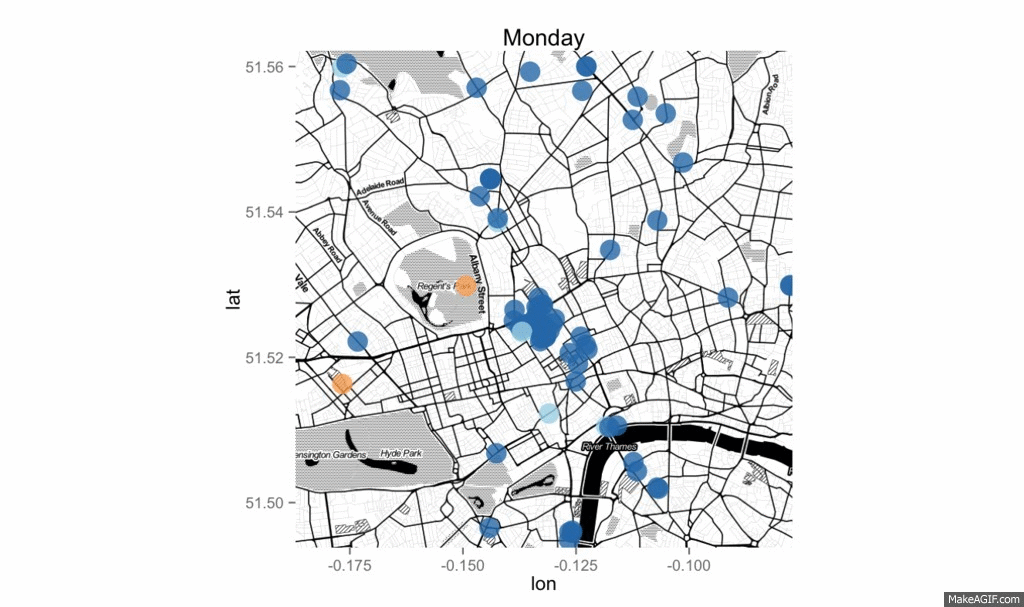 Monday
51.56
51.54
51.52
51.50
lat
Albion Road
Adelaide Road
Avenue Road
Abbey Road
Vale
Albany Street
Regent's Park
River Thames
ensington Gardens
Hyde Park
-0.175
-0.150
-0.125
-0.100
lon
MakeAGIF.com